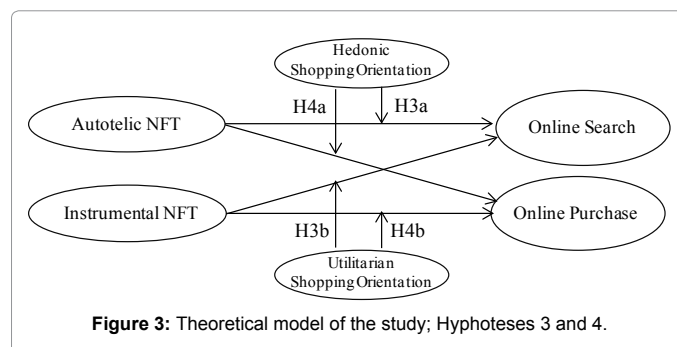 Hedonic
Shopping Orientation
H4a
H3a
Autotelic NFT
Online Search
Instrumental NFT
Online Purchase
H3b
H4b
Utilitarian
Shopping Orientation
Figure 3: Theoretical model of the study; Hyphoteses 3 and 4.